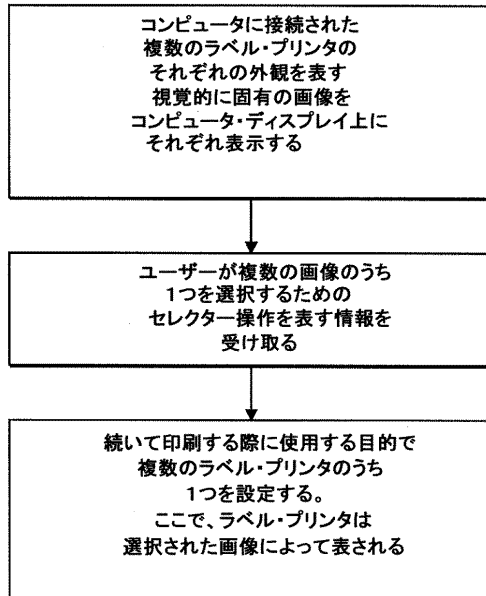 コンピュータに接続された
複数のラベル・プリンタの
それぞれの外観を表す
視覚的に固有の画像を
コンピュータ・ディスプレイ上に
それぞれ表示する
ユーザーが複数の画像のうち
1つを選択するための
セレクター操作を表す情報を
受け取る
続いて印刷する際に使用する目的で
複数のラベル・プリンタのうち
1つを設定する。
ここで、ラベル・プリンタは
選択された画像によって表される